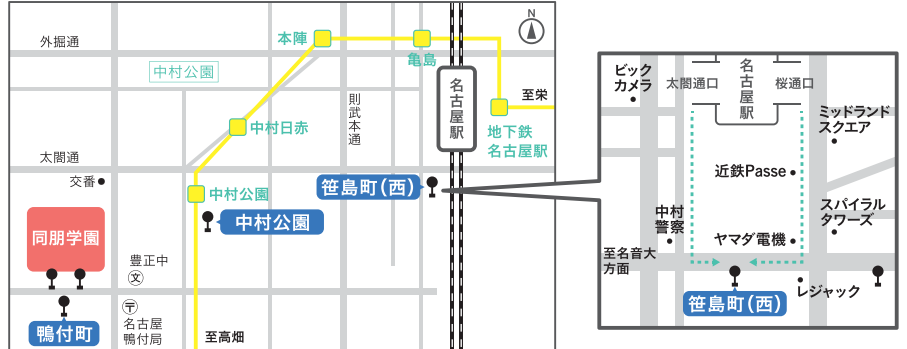 N
外掘通
本陣
亀島
至栄
中村公園
名古屋駅
地下鉄
名古屋駅
中村日赤
則武本通
太閤通
交番
中村公園
笹島町(西)
中村公園
同朋学園
豊正中
文
〒
鴨付町
名古屋
鴨付局
至高畑
ビック
カメラ
太閤通口
名古屋駅
桜通口
ミッドランド
スクエア
近鉄Passe
中村
警察
スパイラル
タワーズ
ヤマダ電機
至名音大
方面
レジャック
笹島町(西)